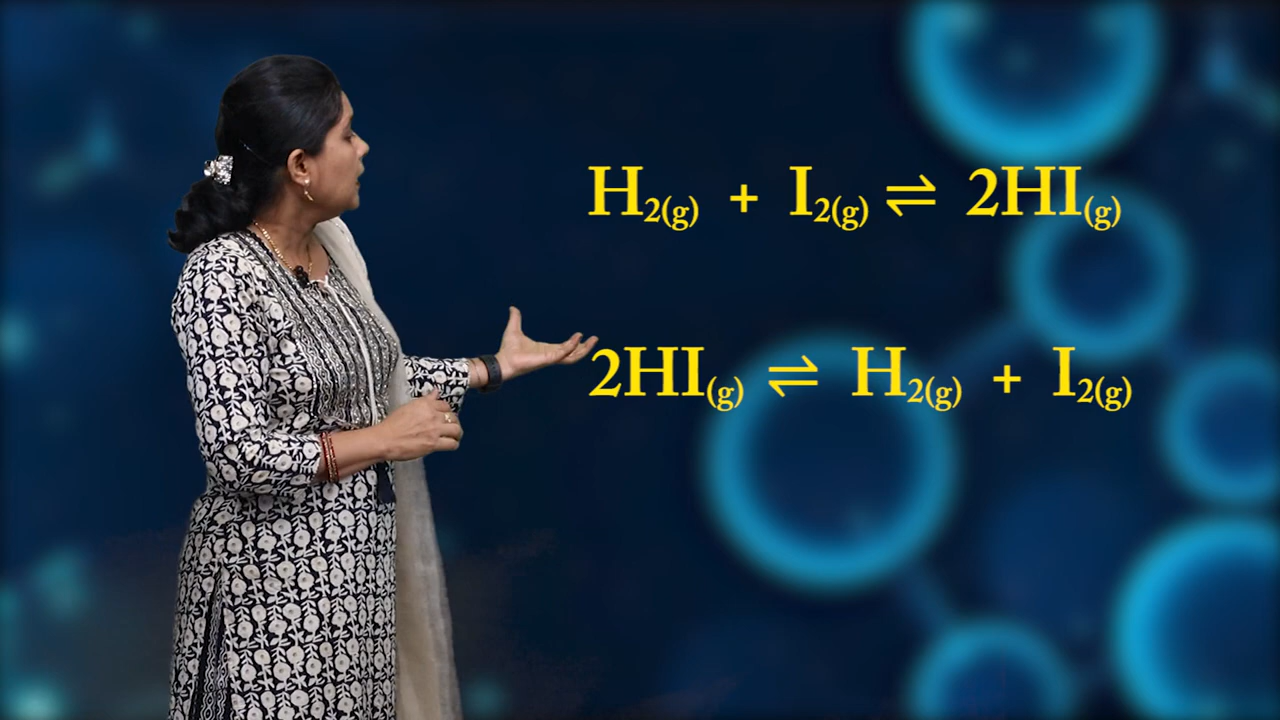 H₂(g) + I₂(g) ⇌ 2HI(g)
2HI(g) ⇌ H₂(g) + I₂(g)